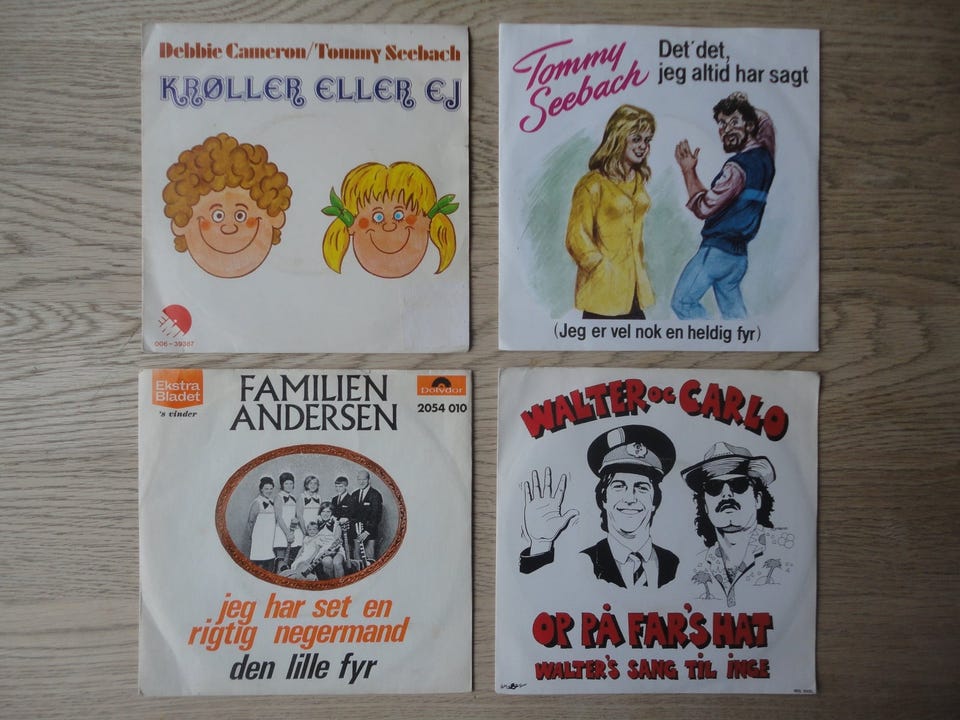 Debbie Cameron/Tommy Seebach
KRØLLER ELLER EJ
EMI
006-39387
Tommy
Seebach
Det´det,
jeg altid har sagt
(Jeg er vel nok en heldig fyr)
Ekstra
Bladet
's vinder
FAMILIEN
ANDERSEN
Polydor
2054 010
jeg har set en
rigtig negermand
den lille fyr
WALTER OG CARLO
OP PÅ FAR'S HAT
WALTER'S SANG TIL INGE